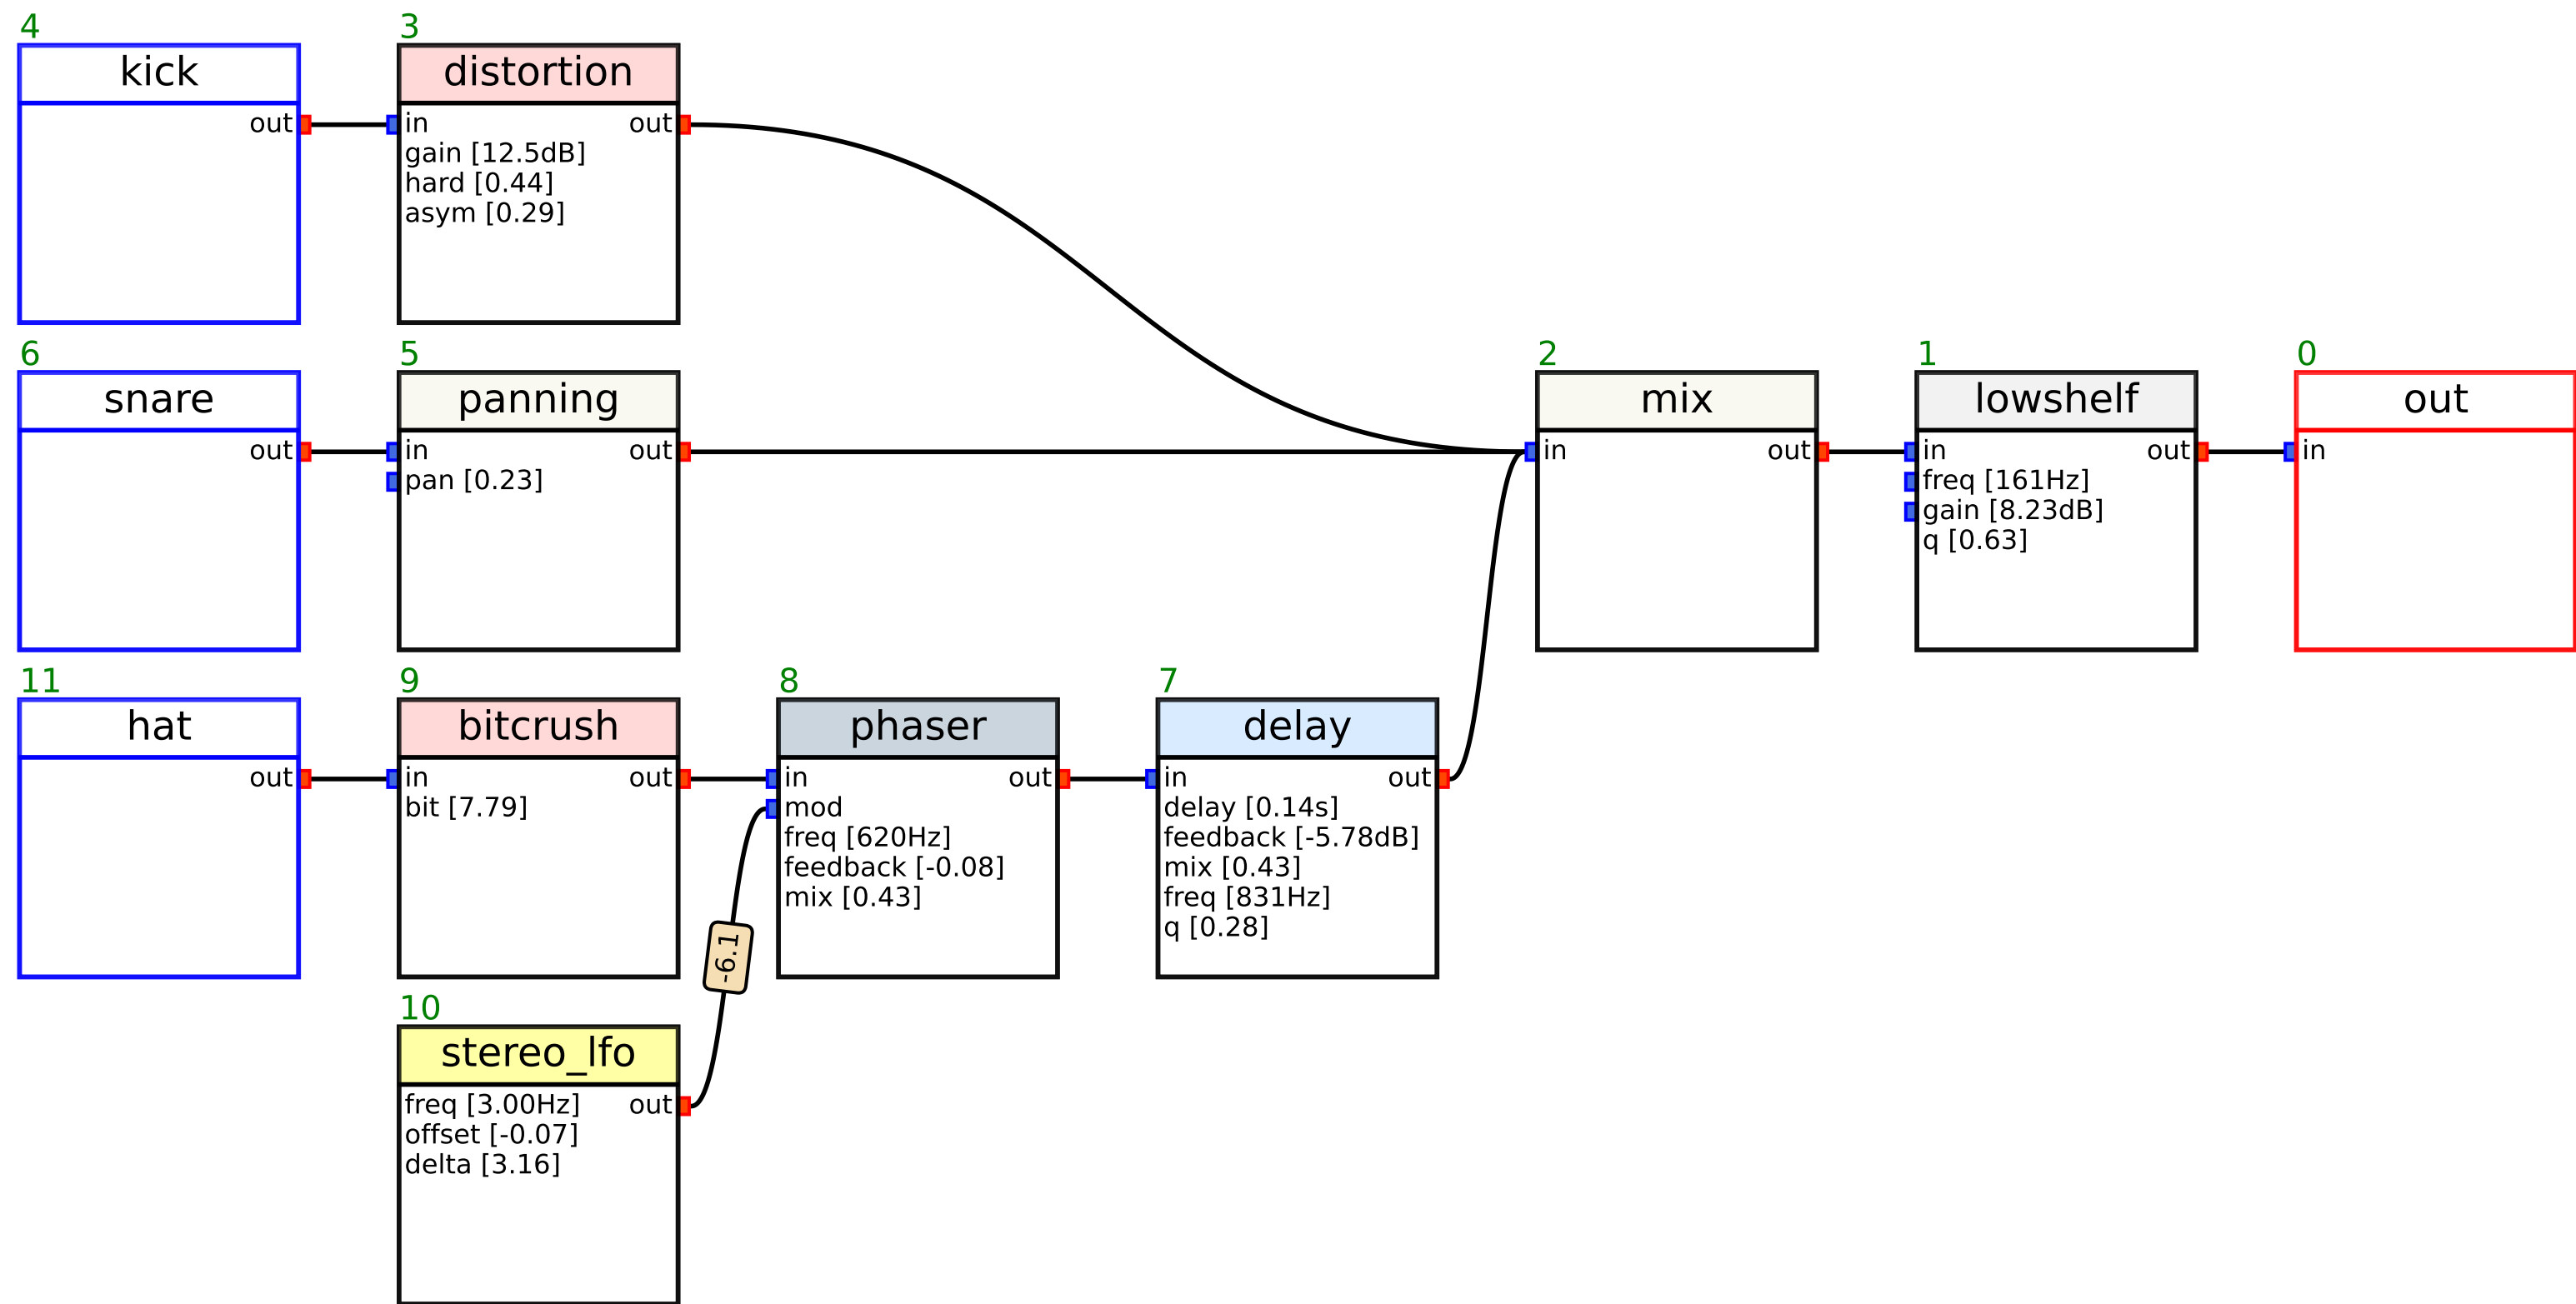 4
kick
out
3
distortion
in out
gain [12.5dB]
hard [0.44]
asym [0.29]
6
snare
out
5
panning
in out
pan [0.23]
2
mix
in out
1
lowshelf
in out
freq [161Hz]
gain [8.23dB]
q [0.63]
0
out
in
11
hat
out
9
bitcrush
in out
bit [7.79]
8
phaser
in out
mod
freq [620Hz]
feedback [-0.08]
mix [0.43]
7
delay
in out
delay [0.14s]
feedback [-5.78dB]
mix [0.43]
freq [831Hz]
q [0.28]
-6.1
10
stereo_lfo
freq [3.00Hz] out
offset [-0.07]
delta [3.16]